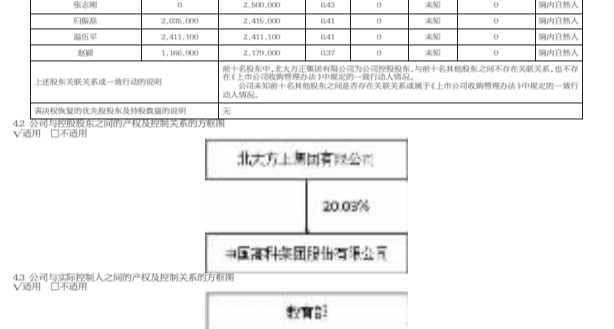 张志刚 0 2,500,000 0.43 0 未知 0 境内自然人
归振磊 2,035,000 2,415,000 0.41 0 未知 0 境内自然人
温伍平 2,411,100 2,411,100 0.41 0 未知 0 境内自然人
赵颖 1,166,900 2,179,000 0.37 0 未知 0 境内自然人
上述股东关联关系或一致行动的说明
前十名股东中,北大方正集团有限公司为公司控股股东,与前十名其他股东之间不存在关联关系,也不存
在《上市公司收购管理办法》中规定的一致行动人情况。
公司未知前十名其他股东之间是否存在关联关系或属于《上市公司收购管理办法》中规定的一致行
动人情况。
表决权恢复的优先股股东及持股数量的说明 无
4.2 公司与控股股东之间的产权及控制关系的方框图
√适用 □不适用
北大方正集团有限公司
20.03%
中国高科集团股份有限公司
4.3 公司与实际控制人之间的产权及控制关系的方框图
√适用 □不适用
教育部